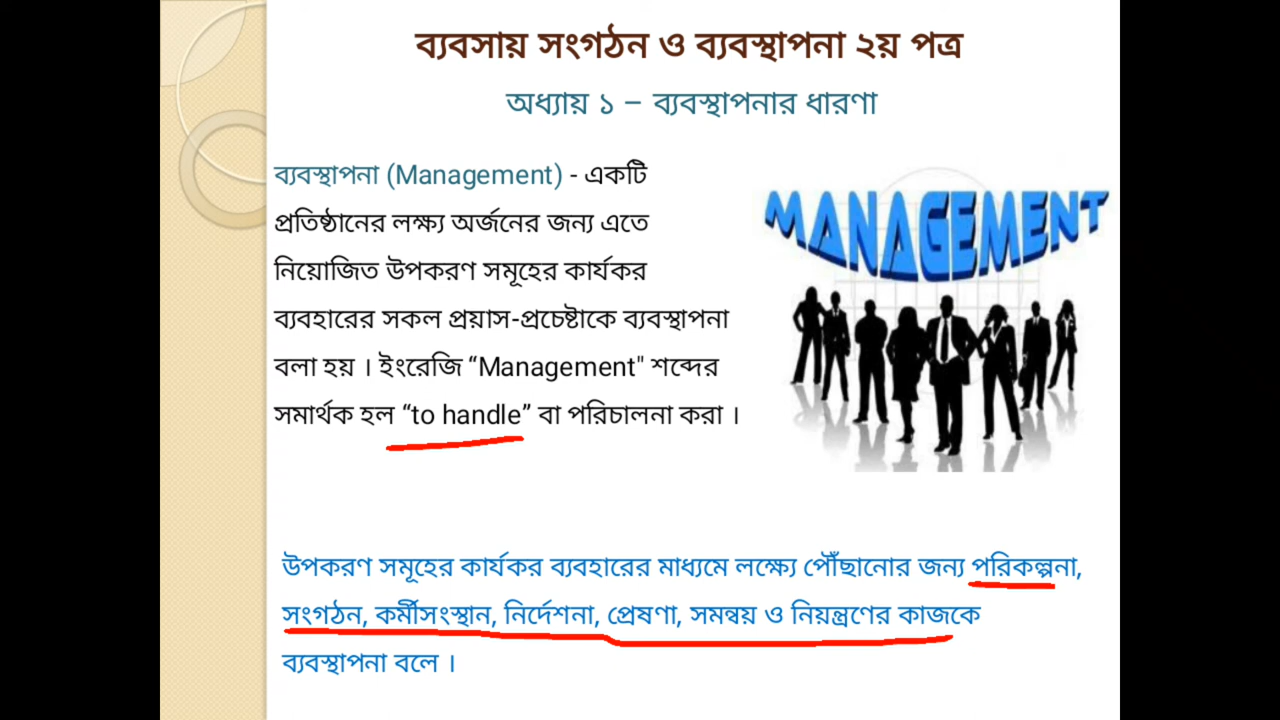 ব্যবসায় সংগঠন ও ব্যবস্থাপনা ২য় পত্র
অধ্যায় ১ – ব্যবস্থাপনার ধারণা
ব্যবস্থাপনা (Management) - একটি
প্রতিষ্ঠানের লক্ষ্য অর্জনের জন্য এতে
নিয়োজিত উপকরণ সমূহের কার্যকর
ব্যবহারের সকল প্রয়াস-প্রচেষ্টাকে ব্যবস্থাপনা
বলা হয় । ইংরেজি “Management" শব্দের
সমার্থক হল “to handle” বা পরিচালনা করা ।
MANAGEMENT
উপকরণ সমূহের কার্যকর ব্যবহারের মাধ্যমে লক্ষ্যে পৌঁছানোর জন্য পরিকল্পনা,
সংগঠন, কর্মীসংস্থান, নির্দেশনা, প্রেষণা, সমন্বয় ও নিয়ন্ত্রণের কাজকে
ব্যবস্থাপনা বলে ।